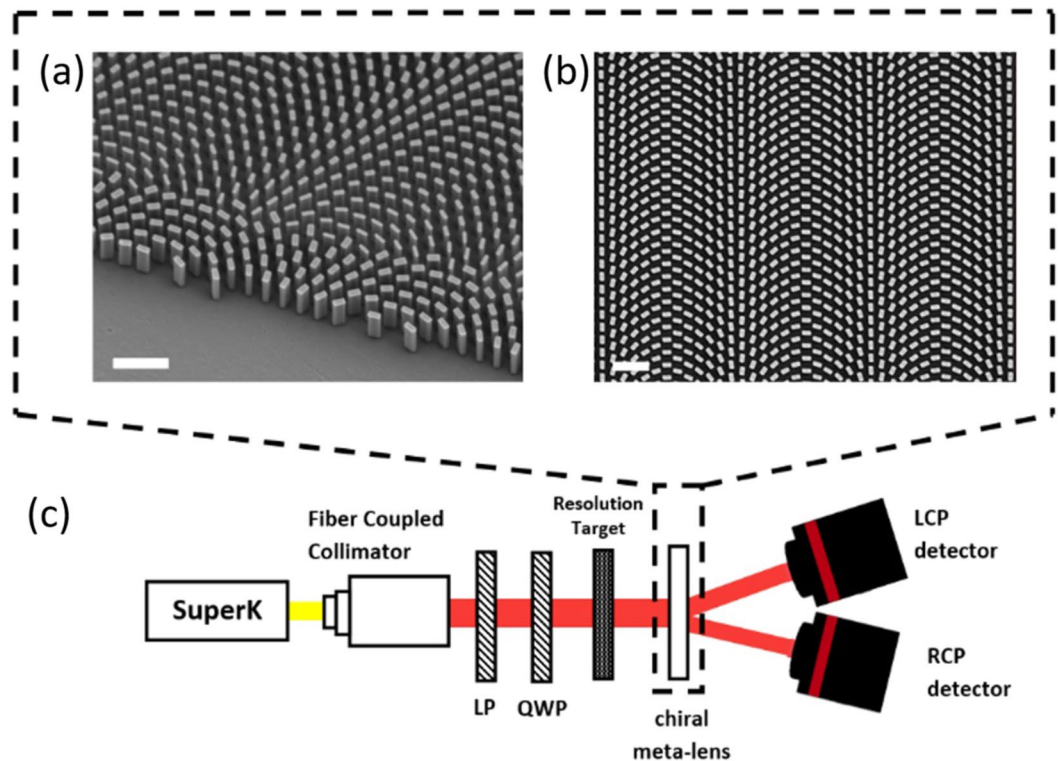 (a)
(b)
(c)
Fiber Coupled
Collimator
Resolution
Target
LCP
detector
SuperK
RCP
detector
LP
QWP
chiral
meta-lens